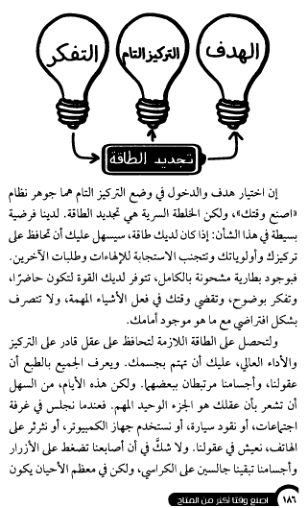 الهدف
التركيز التام
التفكر
تجديد الطاقة
إن اختيار هدف والدخول في وضع التركيز التام هما جوهر نظام
«اصنع وقتك»، ولكن الخلطة السرية هي تجديد الطاقة. لدينا فرضية
بسيطة في هذا الشأن: إذا كان لديك طاقة، سيسهل عليك أن تحافظ على
تركيزك وأولوياتك وتتجنب الاستجابة للإلهاءات وطلبات الآخرين.
فبوجود بطارية مشحونة بالكامل، تتوفر لديك القوة لتكون حاضرًا،
وتفكر بوضوح، وتقضي وقتك في فعل الأشياء المهمة، ولا تتصرف
بشكل افتراضي مع ما هو موجود أمامك.
ولتحصل على الطاقة اللازمة لتحافظ على عقل قادر على التركيز
والأداء العالي، عليك أن تهتم بجسمك. ويعرف الجميع بالطبع أن
عقولنا، وأجسامنا مرتبطان ببعضهما. ولكن هذه الأيام، من السهل
أن تشعر بأن عقلك هو الجزء الوحيد المهم. فعندما نجلس في غرفة
اجتماعات، أو نقود سيارة، أو نستخدم جهاز الكمبيوتر، أو نثرثر على
الهاتف، نعيش في عقولنا. ولا شكَّ في أن أصابعنا تضغط على الأزرار
وأجسامنا تبقينا جالسين على الكراسي، ولكن في معظم الأحيان يكون
١٨٦ اصنع وقتا أكثر من المتاح